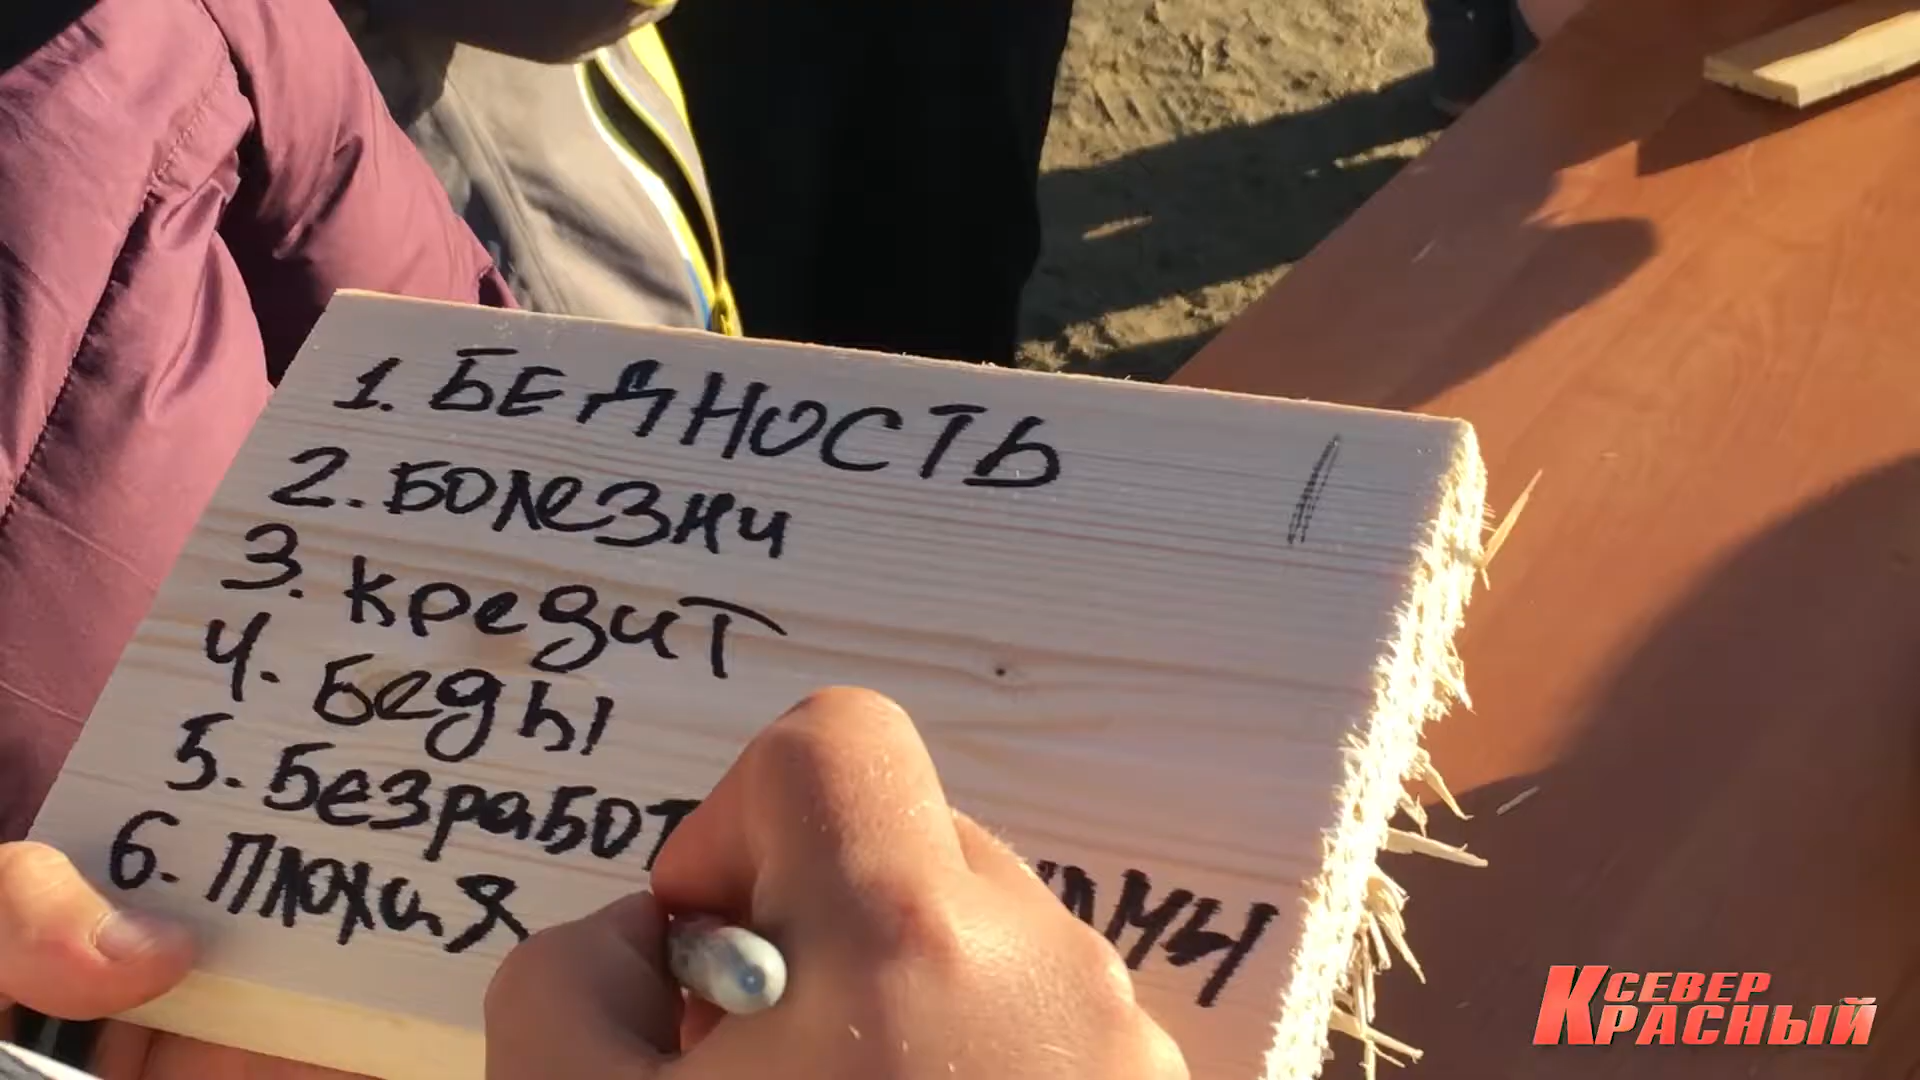 1. БЕДНОСТЬ
2. Болезни
3. Кредит
4. Беды
5. Безработ
6. Плохая
СЕВЕР
КРАСНЫЙ